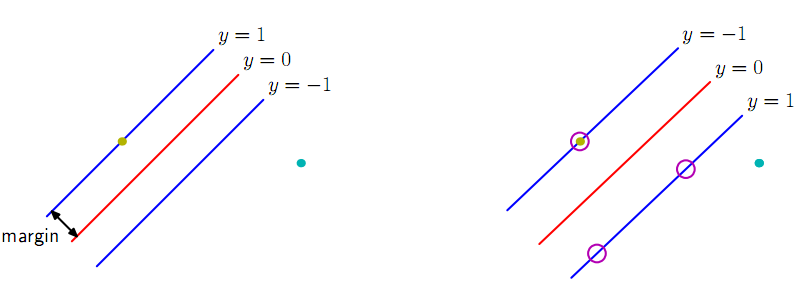 y = 1
y = 0
y = −1
margin
y = −1
y = 0
y = 1